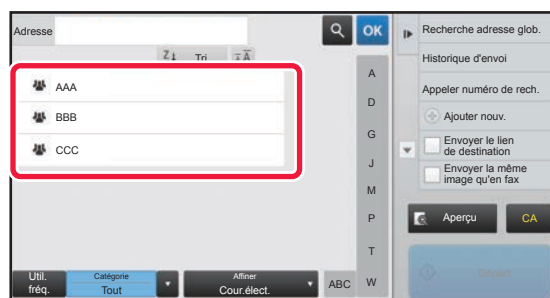 Adresse
OK
Z↓ Tri
AAA
BBB
CCC
A
D
G
J
M
P
T
W
ABC
Util.
fréq.
Catégorie
Tout
Affiner
Cour.élect.
Recherche adresse glob.
Historique d'envoi
Appeler numéro de rech.
Ajouter nouv.
Envoyer le lien
de destination
Envoyer la même
image qu'en fax
Aperçu
CA
Départ